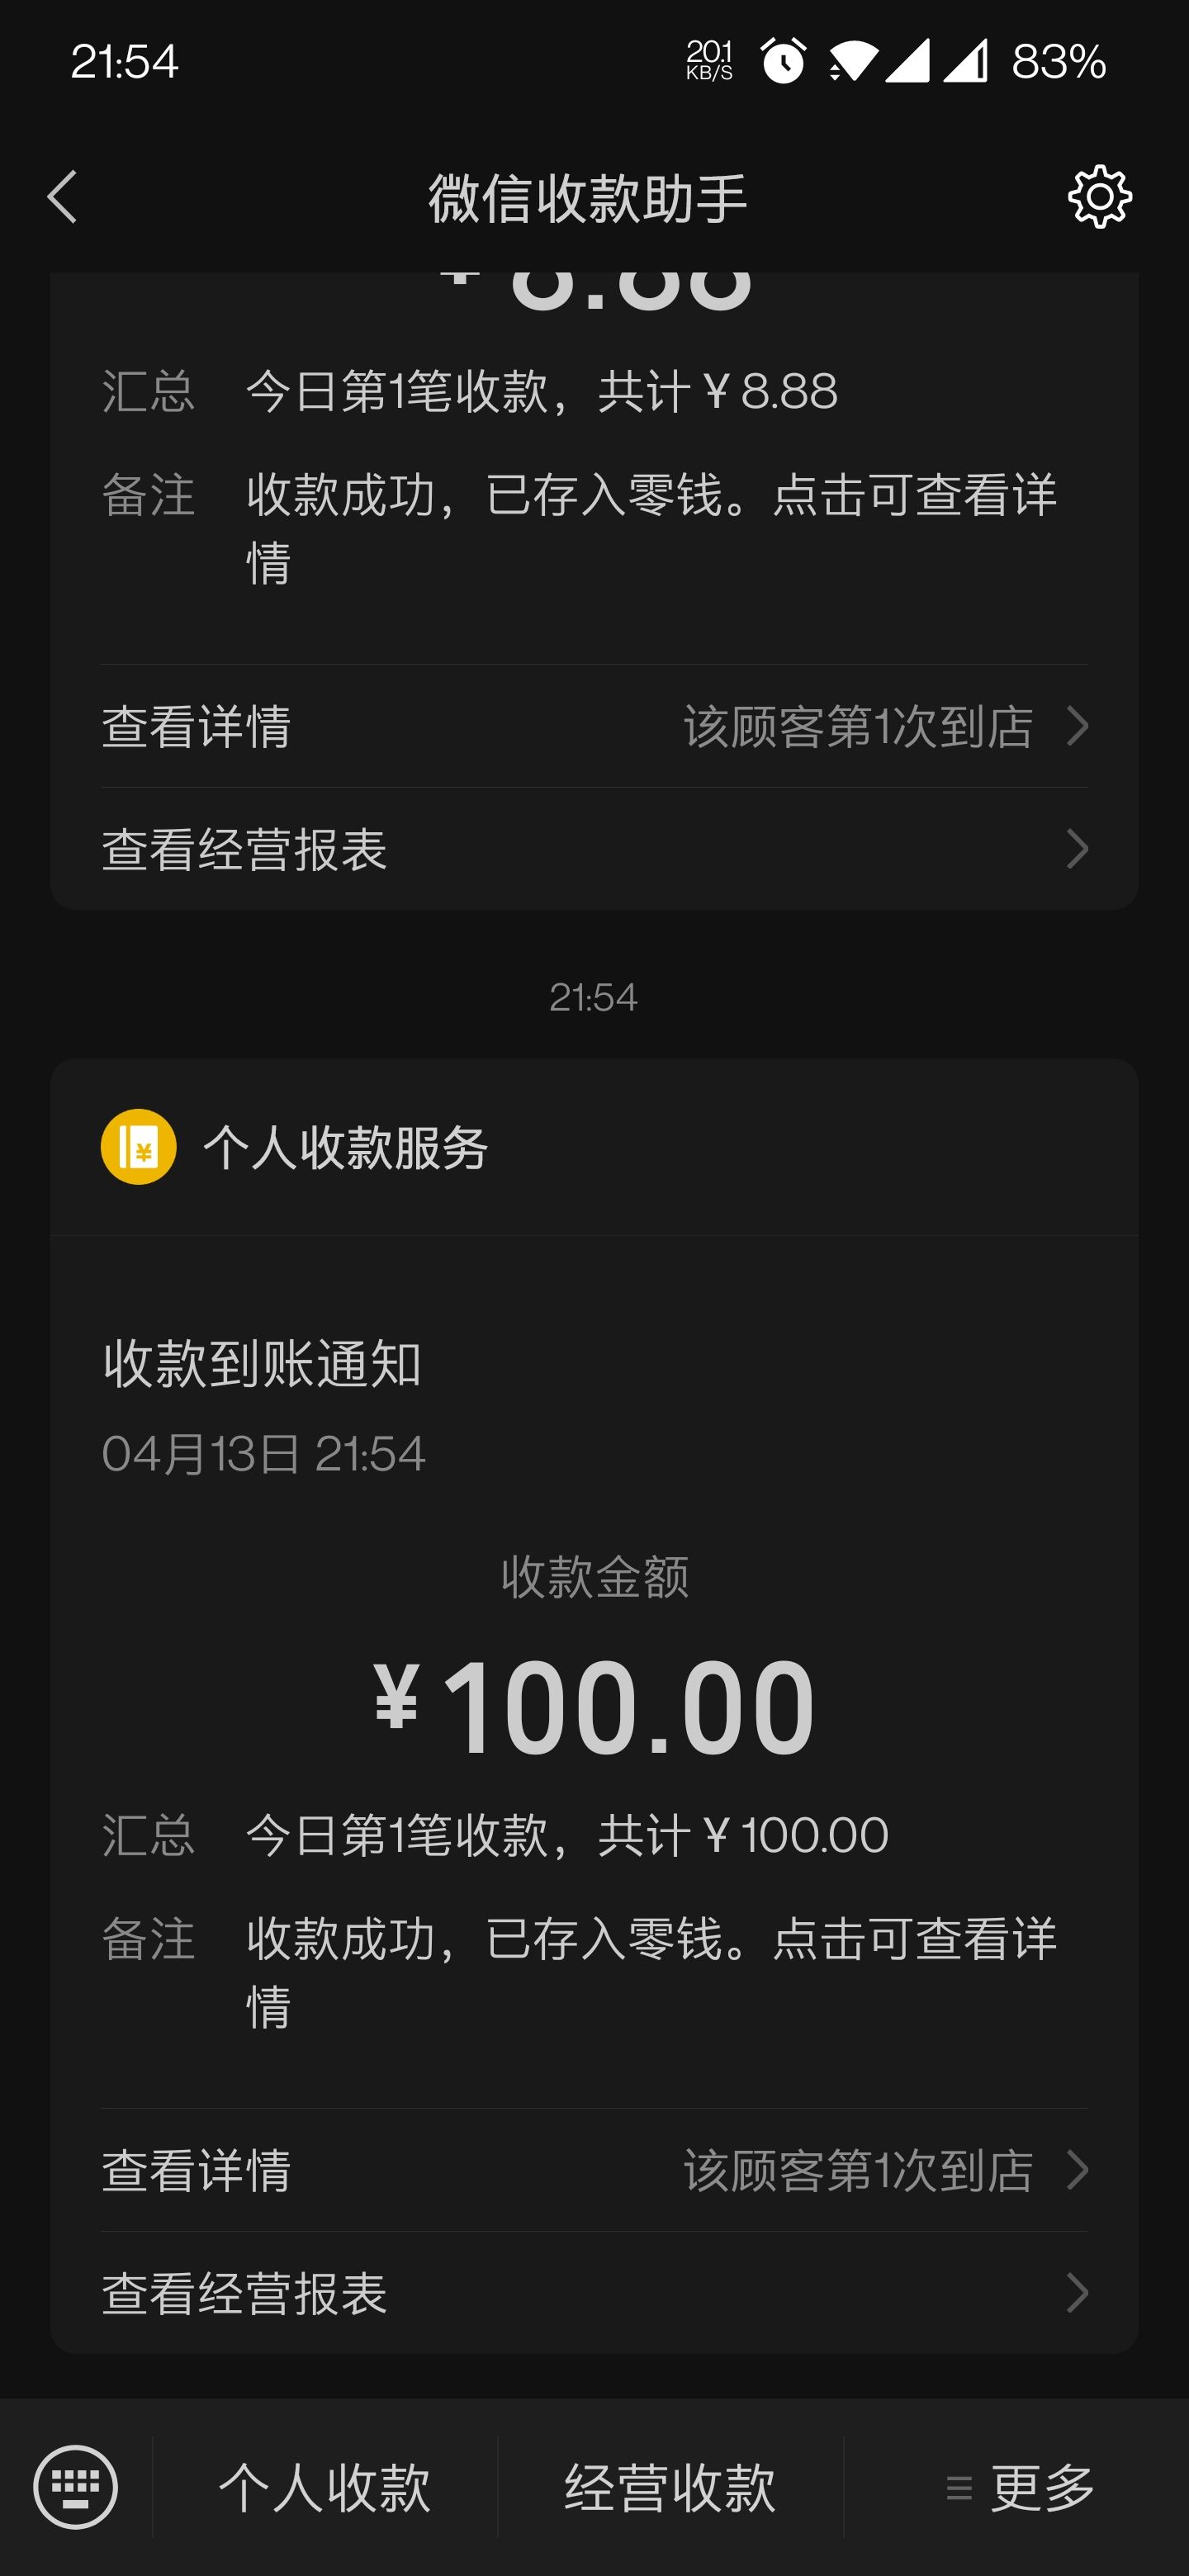 21:54
20.1
KB/S
83%
微信收款助手
¥8.88
汇总 今日第1笔收款，共计¥8.88
备注 收款成功，已存入零钱。点击可查看详
情
查看详情 该顾客第1次到店
查看经营报表
21:54
个人收款服务
收款到账通知
04月13日 21:54
收款金额
¥100.00
汇总 今日第1笔收款，共计¥100.00
备注 收款成功，已存入零钱。点击可查看详
情
查看详情 该顾客第1次到店
查看经营报表
个人收款
经营收款
更多